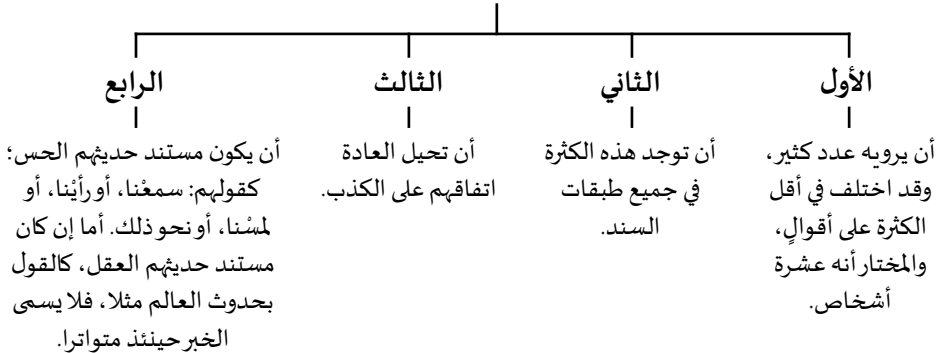 الأول
أن يرويه عدد كثير،
وقد اختلف في أقل
الكثرة على أقوالٍ،
والمختار أنه عشرة
أشخاص.
الثاني
أن توجد هذه الكثرة
في جميع طبقات
السند.
الثالث
أن تحيل العادة
اتفاقهم على الكذب.
الرابع
أن يكون مستند حديثهم الحس؛
كقولهم: سمعْنا، أو رأيْنا، أو
لمسْنا، أو نحو ذلك. أما إن كان
مستند حديثهم العقل، كالقول
بحدوث العالم مثلا، فلا يسمى
الخبر حينئذ متواترا.